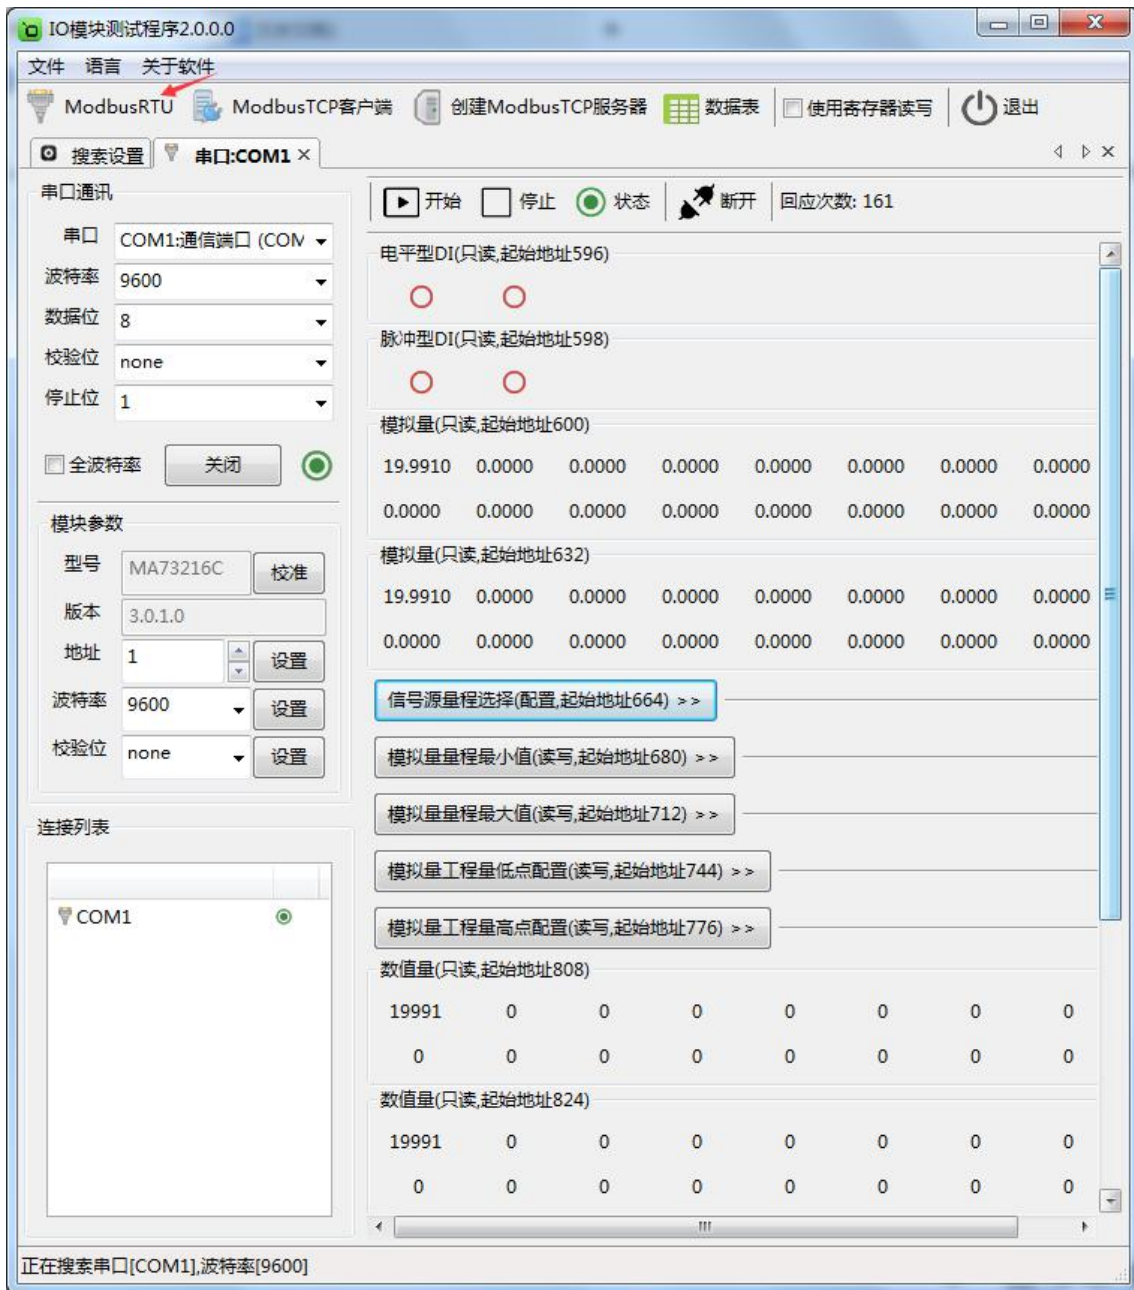 IO模块测试程序2.0.0.0
文件 语言 关于软件
ModbusRTU ModbusTCP客户端 创建ModbusTCP服务器 数据表 使用寄存器读写 退出
搜索设置 串口:COM1 ×
串口通讯
串口 COM1:通信端口 (COM
波特率 9600
数据位 8
校验位 none
停止位 1
全波特率 关闭
模块参数
型号 MA73216C 校准
版本 3.0.1.0
地址 1 设置
波特率 9600 设置
校验位 none 设置
连接列表
COM1
开始 停止 状态 断开 回应次数: 161
电平型DI(只读,起始地址596)
脉冲型DI(只读,起始地址598)
模拟量(只读,起始地址600)
19.9910 0.0000 0.0000 0.0000 0.0000 0.0000 0.0000 0.0000
0.0000 0.0000 0.0000 0.0000 0.0000 0.0000 0.0000 0.0000
模拟量(只读,起始地址632)
19.9910 0.0000 0.0000 0.0000 0.0000 0.0000 0.0000 0.0000
0.0000 0.0000 0.0000 0.0000 0.0000 0.0000 0.0000 0.0000
信号源量程选择(配置,起始地址664) >>
模拟量量程最小值(读写,起始地址680) >>
模拟量量程最大值(读写,起始地址712) >>
模拟量工程量低点配置(读写,起始地址744) >>
模拟量工程量高点配置(读写,起始地址776) >>
数值量(只读,起始地址808)
19991 0 0 0 0 0 0 0
0 0 0 0 0 0 0 0
数值量(只读,起始地址824)
19991 0 0 0 0 0 0 0
0 0 0 0 0 0 0 0
正在搜索串口[COM1],波特率[9600]